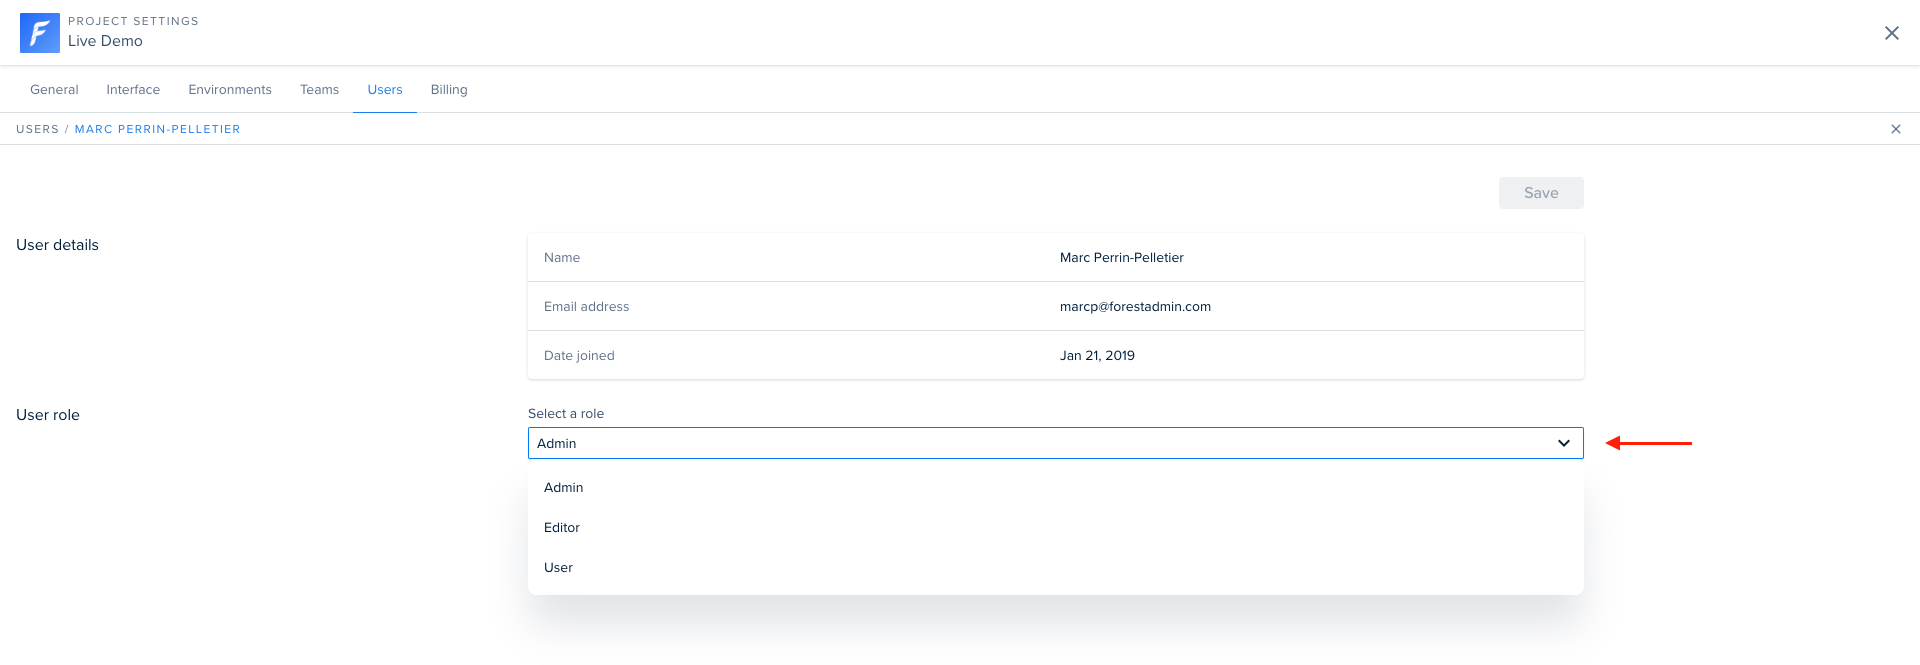 PROJECT SETTINGS
Live Demo
General Interface Environments Teams Users Billing
USERS / MARC PERRIN-PELLETIER
Save
User details
Name Marc Perrin-Pelletier
Email address marcp@forestadmin.com
Date joined Jan 21, 2019
User role
Select a role
Admin
Admin
Editor
User